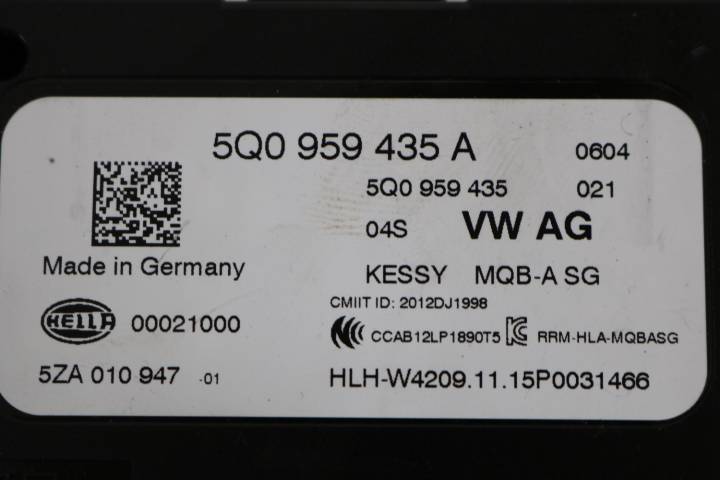 5Q0 959 435 A 0604
5Q0 959 435 021
04S VW AG
Made in Germany KESSY MQB-A SG
CMIIT ID: 2012DJ1998
HELLA 00021000 CCAB12LP1890T5 RRM-HLA-MQBASG
5ZA 010 947 -01 HLH-W4209.11.15P0031466